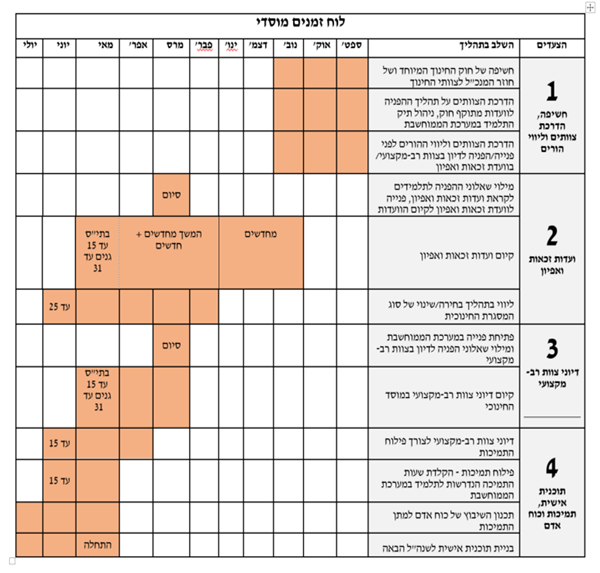 לוח זמנים מוסדי
הצעדים השלב בתהליך ספט' אוק' נוב' דצמ' ינו' פבר' מרס אפר' מאי יוני יולי
1
חשיפה,
הדרכת
צוותים וליווי
הורים
חשיפה של חוק החינוך המיוחד ושל
חוזר המנכ"ל לצוותי החינוך
הדרכת הצוותים על תהליך ההפניה
לוועדות מתוקף חוק, ניהול תיק
התלמיד במערכת הממוחשבת
הדרכת הצוותים וליווי ההורים לפני
פנייה/הפניה לדיון בצוות רב-מקצועי/
בוועדת זכאות ואפיון
2
ועדות זכאות
ואפיון
מילוי שאלוני ההפניה לתלמידים
לקראת ועדות זכאות ואפיון, פנייה
לוועדת זכאות ואפיון לקיום הוועדות
סיום
קיום ועדות זכאות ואפיון
מחדשים
המשך מחדשים +
חדשים
בתי"ס
עד 15
גנים עד
31
ליווי בתהליך בחירה/שינוי של סוג
המסגרת החינוכית
עד 25
3
דיוני צוות רב-
מקצועי
פתיחת פנייה במערכת הממוחשבת
ומילוי שאלוני הפניה לדיון בצוות רב-
מקצועי
סיום
קיום דיוני צוות רב-מקצועי במוסד
החינוכי
בתי"ס
עד 15
גנים עד
31
4
תוכנית
אישית,
תמיכות וכוח
אדם
דיוני צוות רב-מקצועי לצורך פילוח
התמיכות
עד 15
פילוח תמיכות - הקלדת שעות
התמיכה הנדרשות לתלמיד במערכת
הממוחשבת
עד 15
תכנון השיבוץ של כוח אדם למתן
התמיכות
בניית תוכנית אישית לשנה"ל הבאה
התחלה